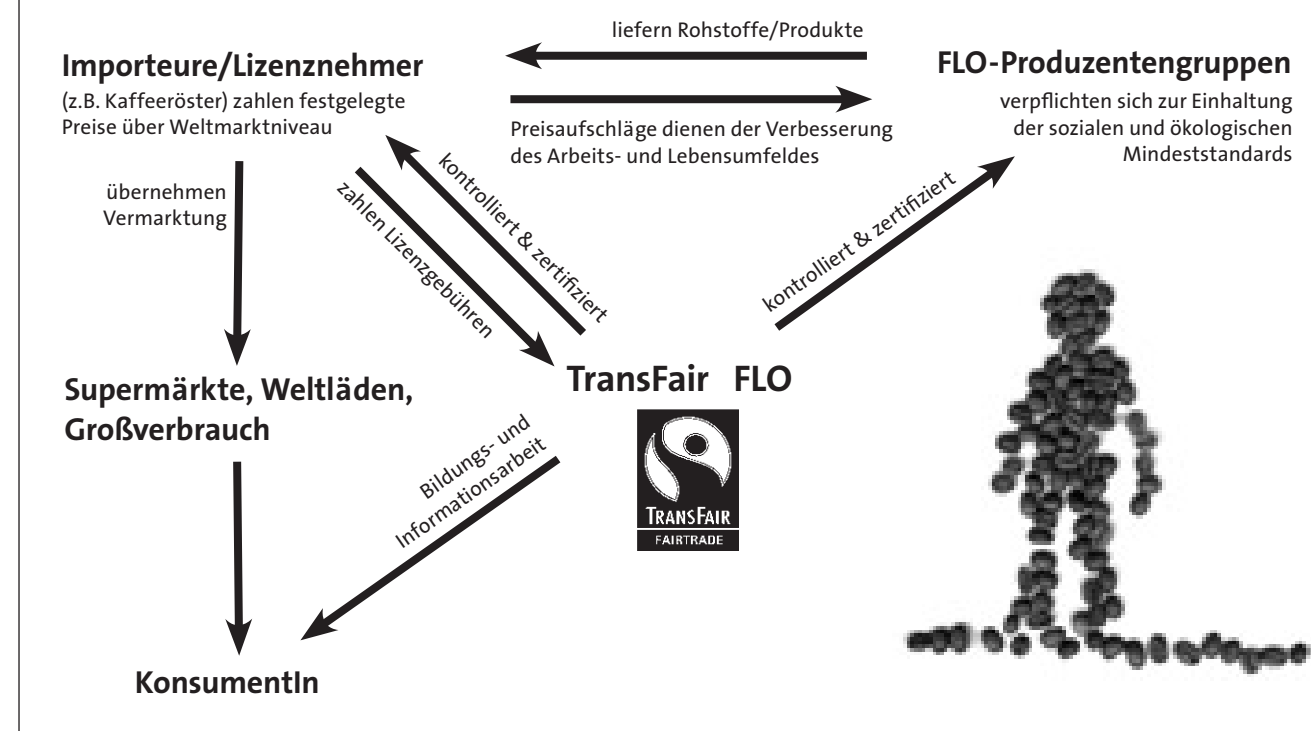 liefern Rohstoffe/Produkte
Importeure/Lizenznehmer
(z.B. Kaffeeröster) zahlen festgelegte
Preise über Weltmarktniveau
FLO-Produzentengruppen
verpflichten sich zur Einhaltung
der sozialen und ökologischen
Mindeststandards
Preisaufschläge dienen der Verbesserung
des Arbeits- und Lebensumfeldes
übernehmen
Vermarktung
zahlen Lizenzgebühren
kontrolliert & zertifiziert
kontrolliert & zertifiziert
Supermärkte, Weltläden,
Großverbrauch
TransFair FLO
TRANSFAIR
FAIRTRADE
Bildungs- und
Informationsarbeit
KonsumentIn